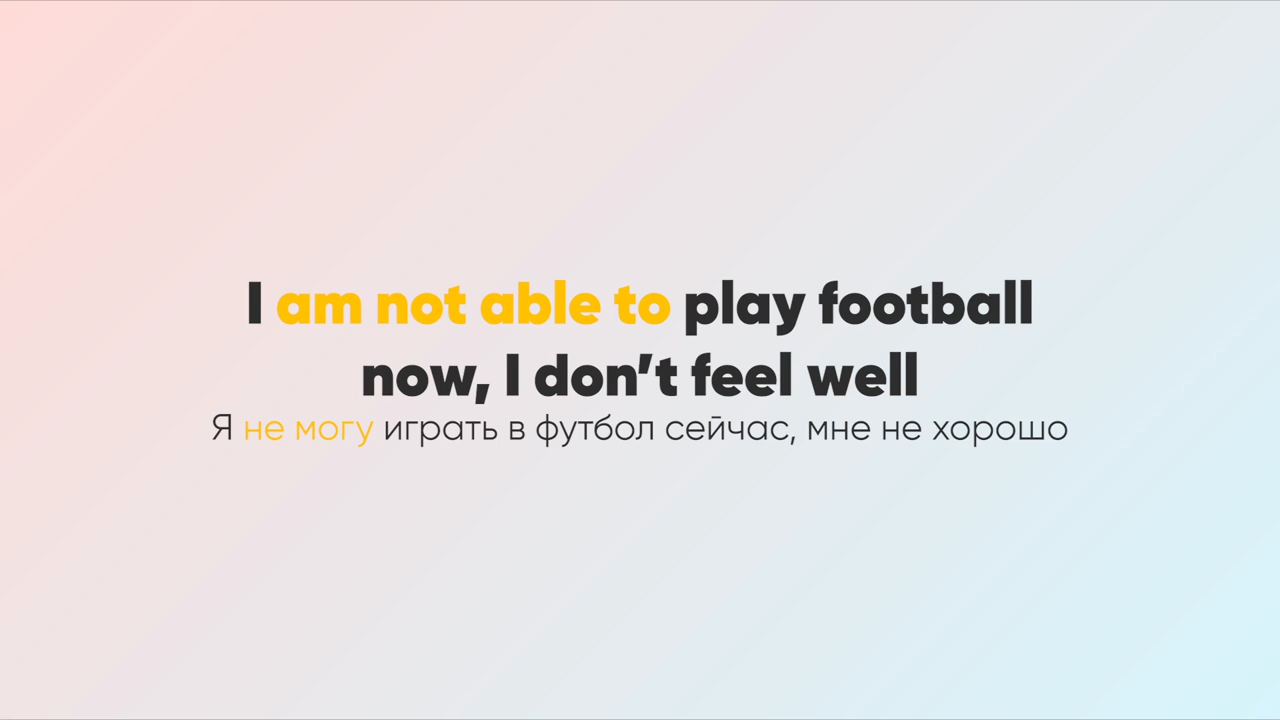 I am not able to play football
now, I don’t feel well
Я не могу играть в футбол сейчас, мне не хорошо